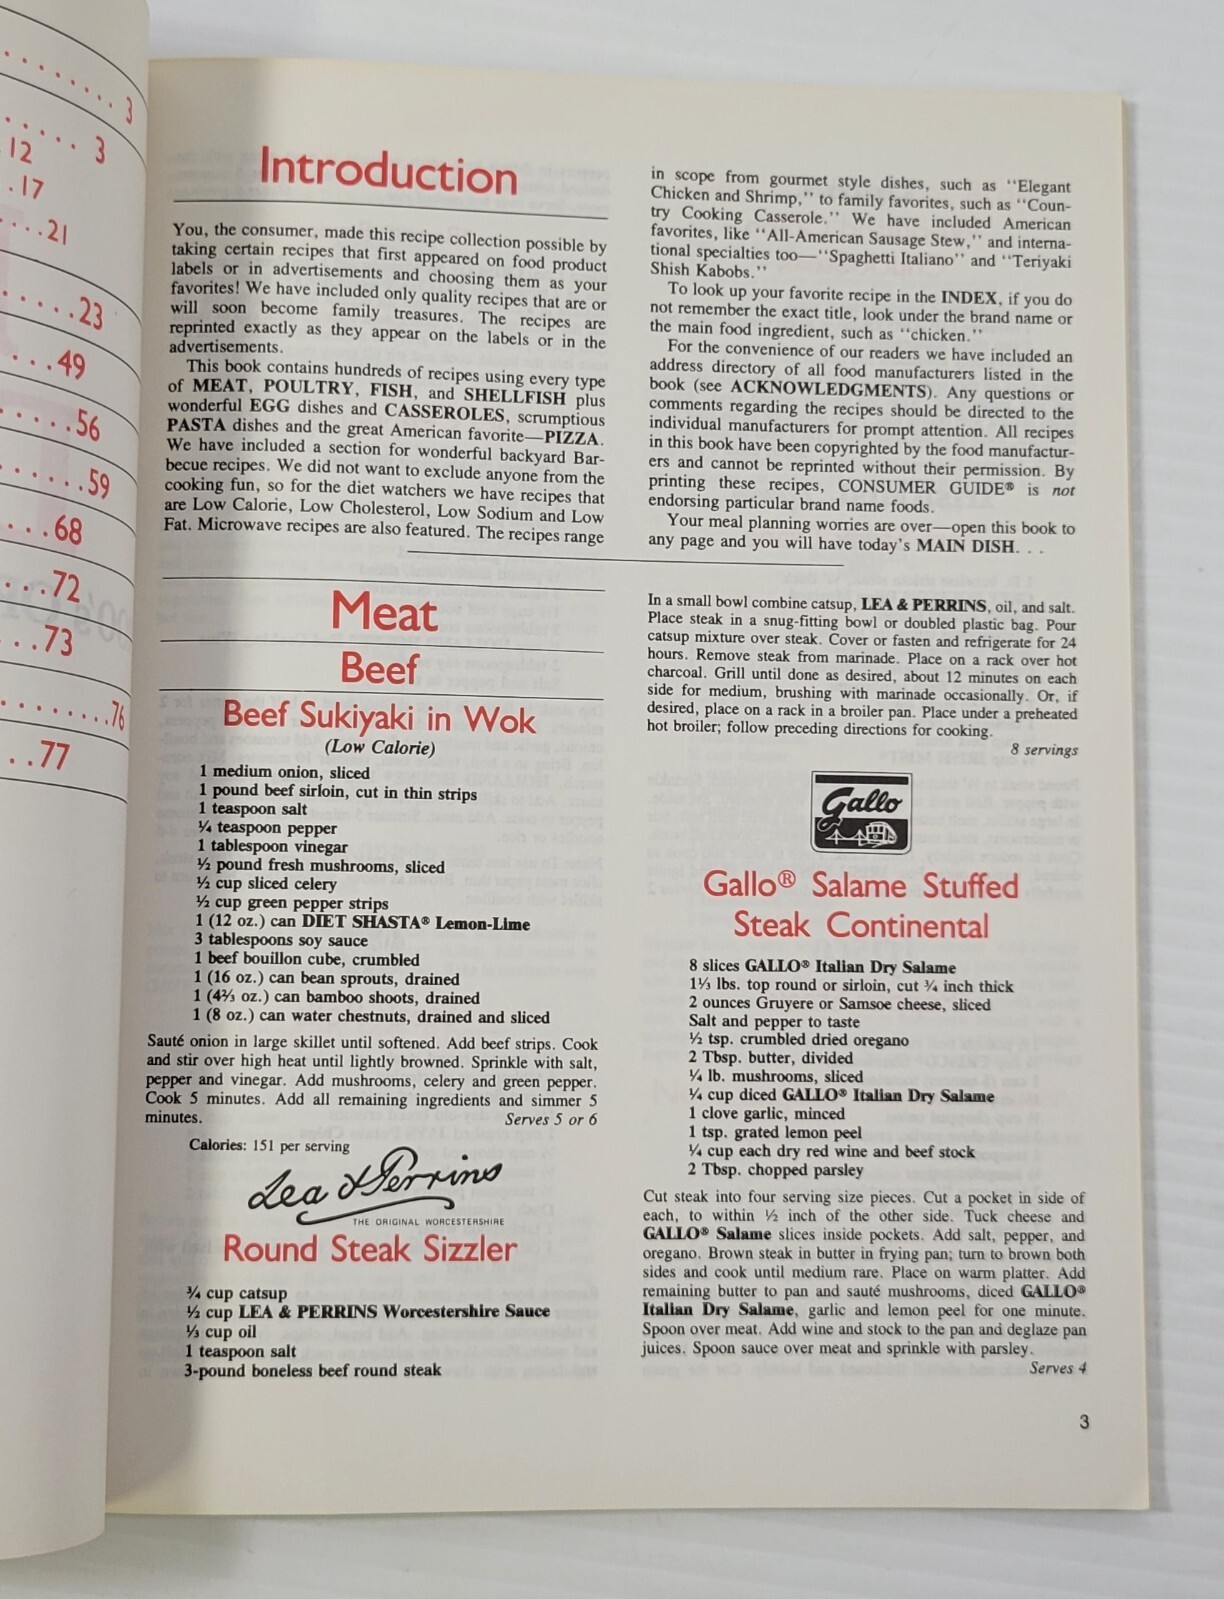 . . . . . . . . . 3
. . . . . . 3
12
. 17
. . . 21
. . . . . 23
. . . 49
. . . . . 56
. . . . . . 59
. . . 68
. . . 72
. . . 73
. . . . . . . . . 76
. . 77
Introduction
You, the consumer, made this recipe collection possible by
taking certain recipes that first appeared on food product
labels or in advertisements and choosing them as your
favorites! We have included only quality recipes that are or
will soon become family treasures. The recipes are
reprinted exactly as they appear on the labels or in the
advertisements.
This book contains hundreds of recipes using every type
of MEAT, POULTRY, FISH, and SHELLFISH plus
wonderful EGG dishes and CASSEROLES, scrumptious
PASTA dishes and the great American favorite—PIZZA.
We have included a section for wonderful backyard Bar-
becue recipes. We did not want to exclude anyone from the
cooking fun, so for the diet watchers we have recipes that
are Low Calorie, Low Cholesterol, Low Sodium and Low
Fat. Microwave recipes are also featured. The recipes range
in scope from gourmet style dishes, such as "Elegant
Chicken and Shrimp," to family favorites, such as "Coun-
try Cooking Casserole." We have included American
favorites, like "All-American Sausage Stew," and interna-
tional specialties too—"Spaghetti Italiano" and "Teriyaki
Shish Kabobs."
To look up your favorite recipe in the INDEX, if you do
not remember the exact title, look under the brand name or
the main food ingredient, such as "chicken."
For the convenience of our readers we have included an
address directory of all food manufacturers listed in the
book (see ACKNOWLEDGMENTS). Any questions or
comments regarding the recipes should be directed to the
individual manufacturers for prompt attention. All recipes
in this book have been copyrighted by the food manufactur-
ers and cannot be reprinted without their permission. By
printing these recipes, CONSUMER GUIDE® is not
endorsing particular brand name foods.
Your meal planning worries are over—open this book to
any page and you will have today's MAIN DISH. . .
Meat
Beef
Beef Sukiyaki in Wok
(Low Calorie)
1 medium onion, sliced
1 pound beef sirloin, cut in thin strips
1 teaspoon salt
¼ teaspoon pepper
1 tablespoon vinegar
½ pound fresh mushrooms, sliced
½ cup sliced celery
½ cup green pepper strips
1 (12 oz.) can DIET SHASTA® Lemon-Lime
3 tablespoons soy sauce
1 beef bouillon cube, crumbled
1 (16 oz.) can bean sprouts, drained
1 (4⅔ oz.) can bamboo shoots, drained
1 (8 oz.) can water chestnuts, drained and sliced
Sauté onion in large skillet until softened. Add beef strips. Cook
and stir over high heat until lightly browned. Sprinkle with salt,
pepper and vinegar. Add mushrooms, celery and green pepper.
Cook 5 minutes. Add all remaining ingredients and simmer 5
minutes. Serves 5 or 6
Calories: 151 per serving
Lea & Perrins
THE ORIGINAL WORCESTERSHIRE
Round Steak Sizzler
¾ cup catsup
½ cup LEA & PERRINS Worcestershire Sauce
⅓ cup oil
1 teaspoon salt
3-pound boneless beef round steak
In a small bowl combine catsup, LEA & PERRINS, oil, and salt.
Place steak in a snug-fitting bowl or doubled plastic bag. Pour
catsup mixture over steak. Cover or fasten and refrigerate for 24
hours. Remove steak from marinade. Place on a rack over hot
charcoal. Grill until done as desired, about 12 minutes on each
side for medium, brushing with marinade occasionally. Or, if
desired, place on a rack in a broiler pan. Place under a preheated
hot broiler; follow preceding directions for cooking.
8 servings
Gallo
Gallo® Salame Stuffed
Steak Continental
8 slices GALLO® Italian Dry Salame
1⅓ lbs. top round or sirloin, cut ¾ inch thick
2 ounces Gruyere or Samsoe cheese, sliced
Salt and pepper to taste
½ tsp. crumbled dried oregano
2 Tbsp. butter, divided
¼ lb. mushrooms, sliced
¼ cup diced GALLO® Italian Dry Salame
1 clove garlic, minced
1 tsp. grated lemon peel
¼ cup each dry red wine and beef stock
2 Tbsp. chopped parsley
Cut steak into four serving size pieces. Cut a pocket in side of
each, to within ½ inch of the other side. Tuck cheese and
GALLO® Salame slices inside pockets. Add salt, pepper, and
oregano. Brown steak in butter in frying pan; turn to brown both
sides and cook until medium rare. Place on warm platter. Add
remaining butter to pan and sauté mushrooms, diced GALLO®
Italian Dry Salame, garlic and lemon peel for one minute.
Spoon over meat. Add wine and stock to the pan and deglaze pan
juices. Spoon sauce over meat and sprinkle with parsley.
Serves 4
3